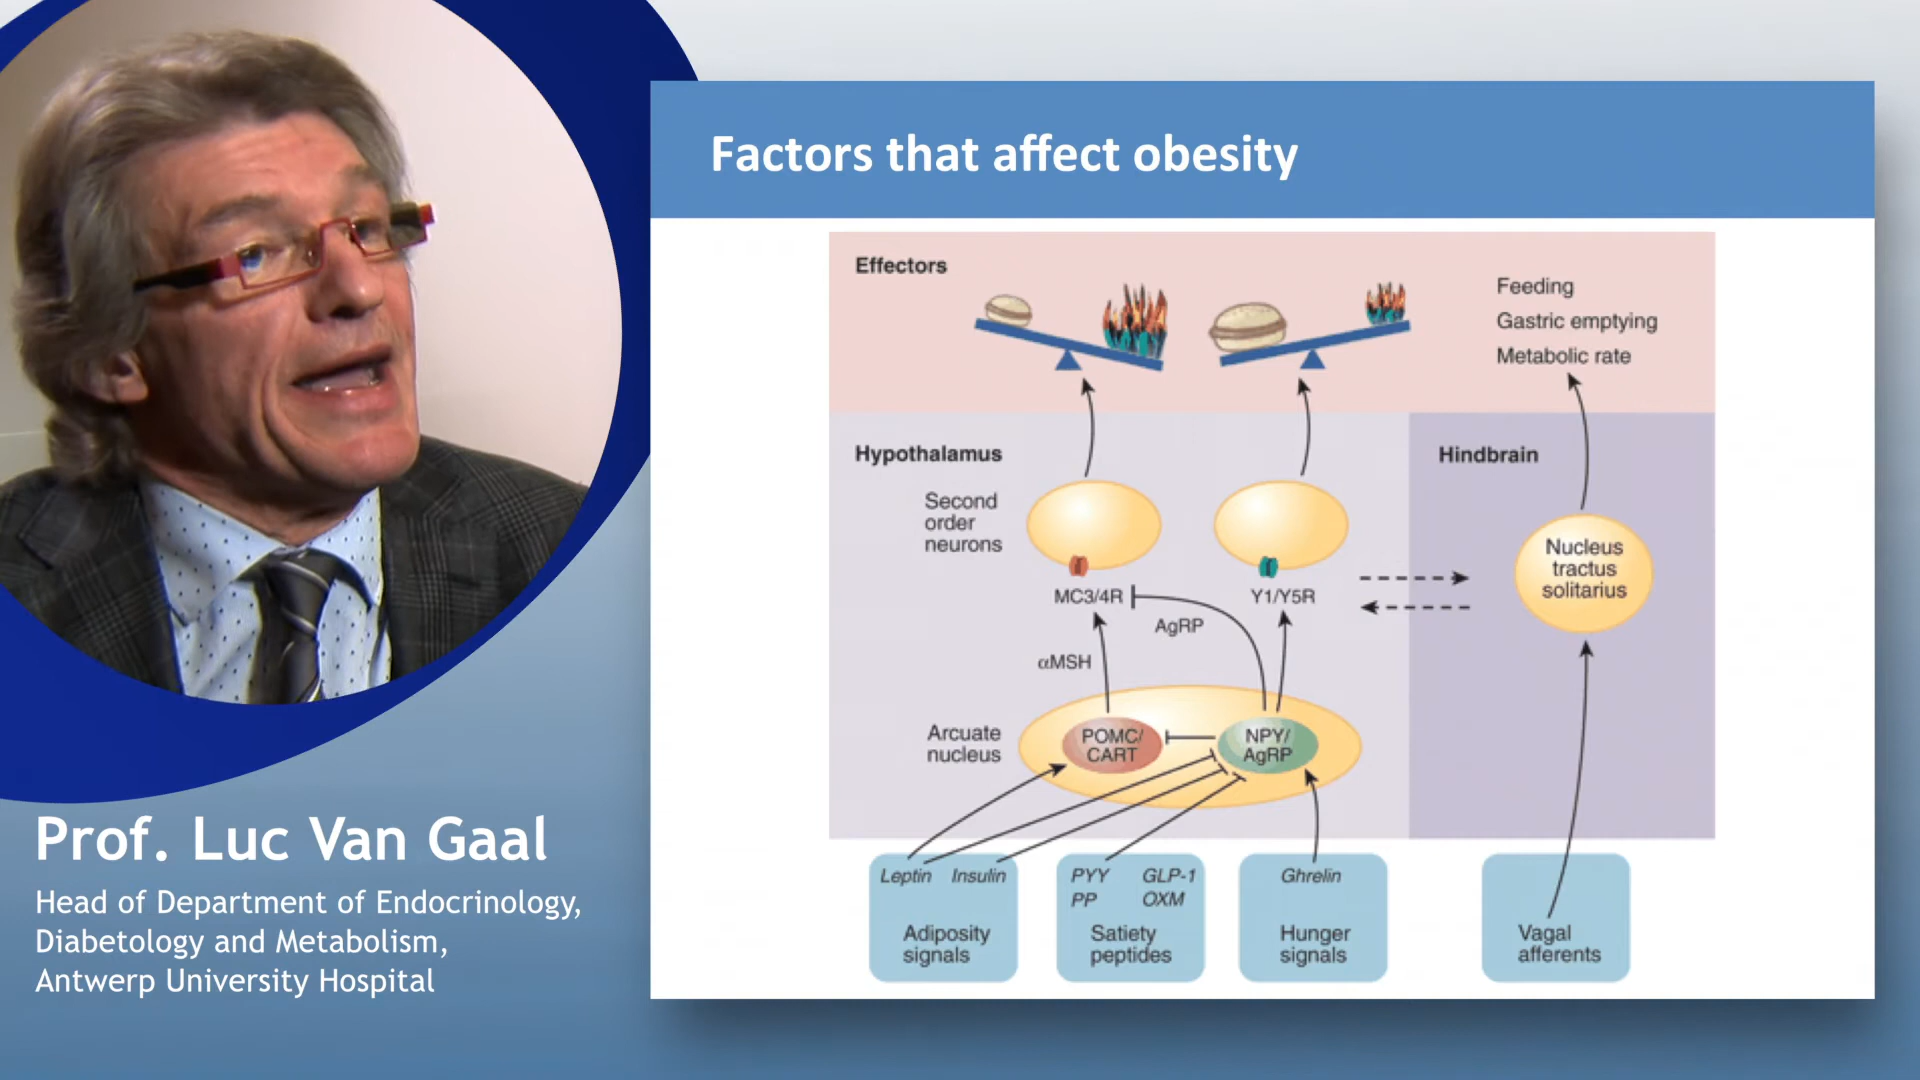 Factors that affect obesity
Effectors
Feeding
Gastric emptying
Metabolic rate
Hypothalamus
Hindbrain
Second
order
neurons
Nucleus
tractus
solitarius
MC3/4R
Y1/Y5R
AgRP
αMSH
Arcuate
nucleus
POMC/
CART
NPY/
AgRP
Leptin Insulin
Adiposity
signals
PYY GLP-1
PP OXM
Satiety
peptides
Ghrelin
Hunger
signals
Vagal
afferents
Prof. Luc Van Gaal
Head of Department of Endocrinology,
Diabetology and Metabolism,
Antwerp University Hospital